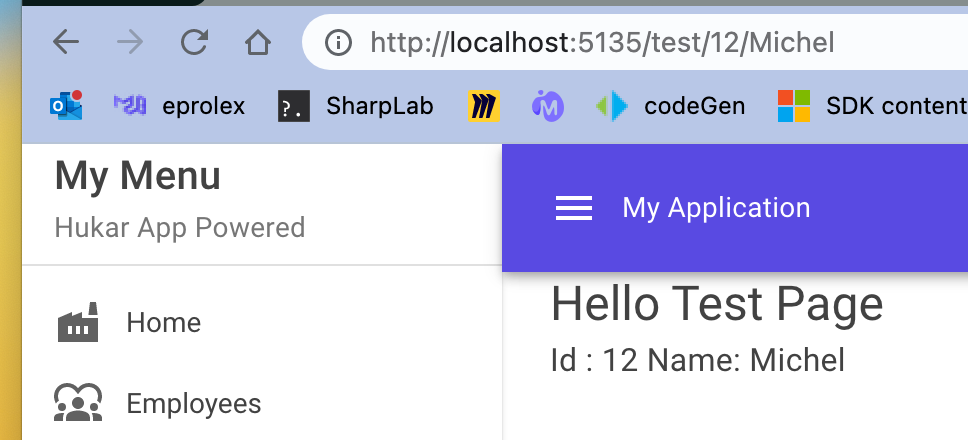 http://localhost:5135/test/12/Michel
eprolex SharpLab codeGen SDK content
My Menu
Hukar App Powered
My Application
Home
Employees
Hello Test Page
Id : 12 Name: Michel